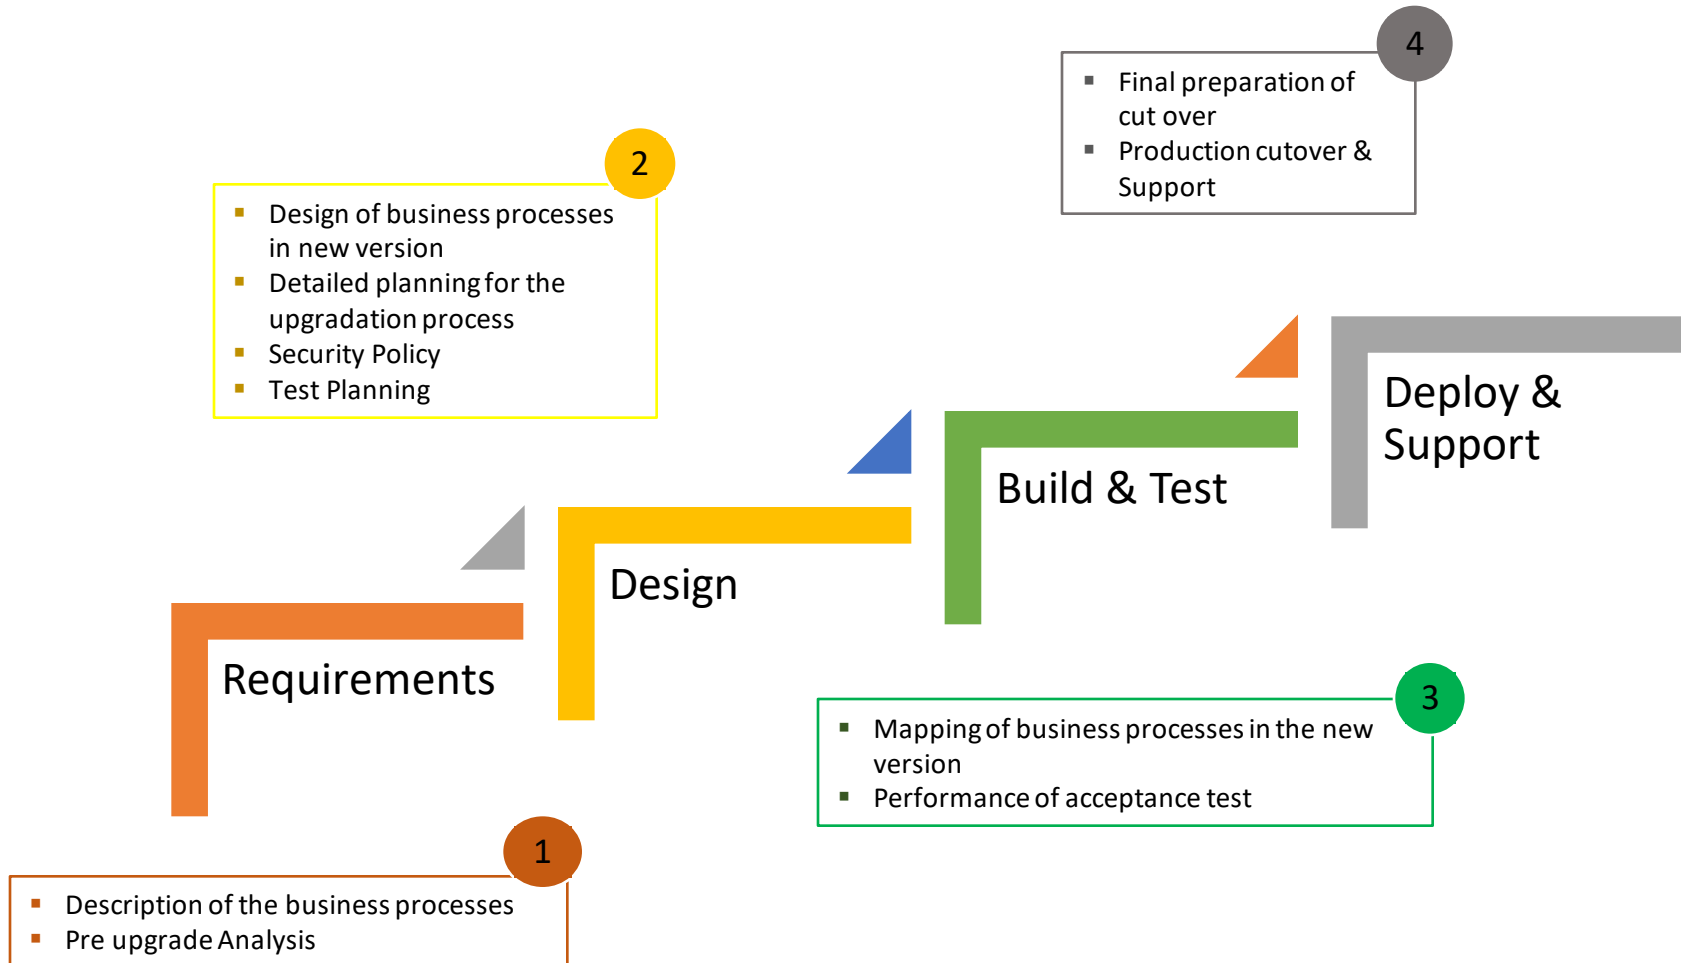 4
▪ Final preparation of
cut over
▪ Production cutover &
Support
2
▪ Design of business processes
in new version
▪ Detailed planning for the
upgradation process
▪ Security Policy
▪ Test Planning
Deploy &
Support
Build & Test
Design
Requirements
3
▪ Mapping of business processes in the new
version
▪ Performance of acceptance test
1
▪ Description of the business processes
▪ Pre upgrade Analysis